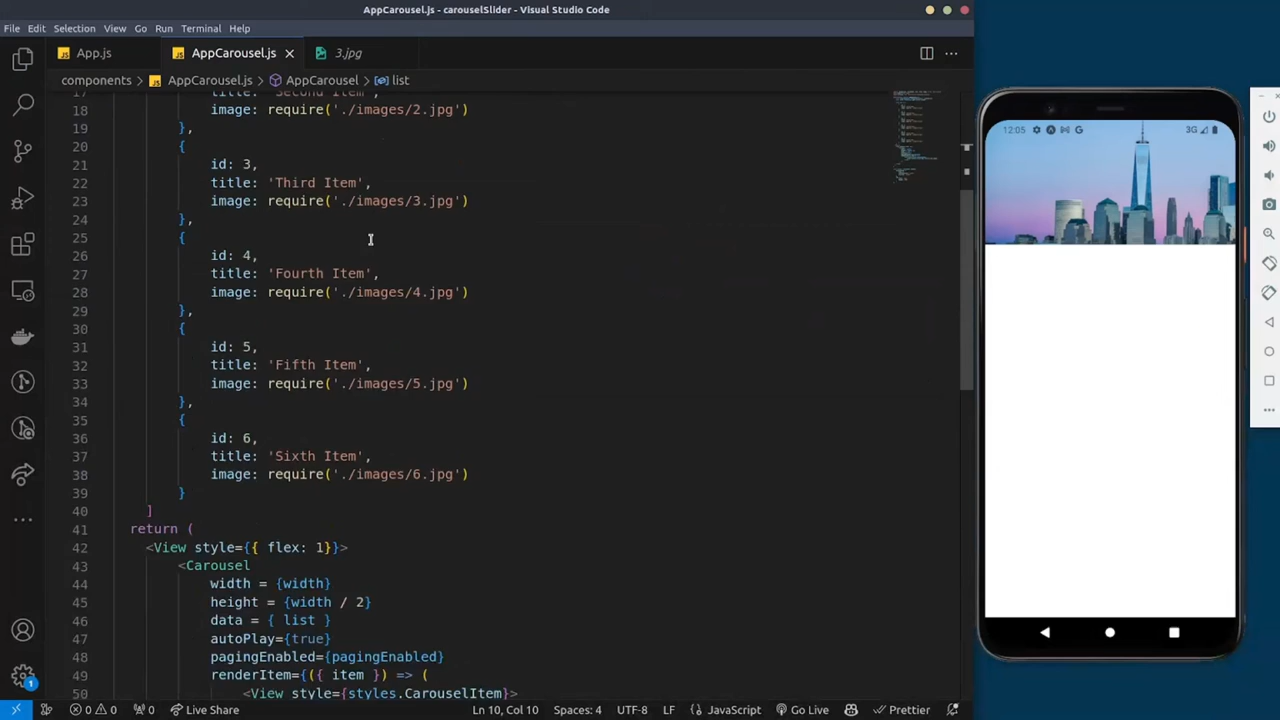 AppCarousel.js - carouselSlider - Visual Studio Code
File Edit Selection View Go Run Terminal Help
App.js AppCarousel.js 3.jpg
components > AppCarousel.js > AppCarousel > list
17 title: 'Second Item',
18 image: require('./images/2.jpg')
19 },
20 {
21 id: 3,
22 title: 'Third Item',
23 image: require('./images/3.jpg')
24 },
25 {
26 id: 4,
27 title: 'Fourth Item',
28 image: require('./images/4.jpg')
29 },
30 {
31 id: 5,
32 title: 'Fifth Item',
33 image: require('./images/5.jpg')
34 },
35 {
36 id: 6,
37 title: 'Sixth Item',
38 image: require('./images/6.jpg')
39 }
40 ]
41 return (
42 <View style={{ flex: 1}}>
43 <Carousel
44 width = {width}
45 height = {width / 2}
46 data = { list }
47 autoPlay={true}
48 pagingEnabled={pagingEnabled}
49 renderItem={({ item }) => (
50 <View style={styles.CarouselItem}>
12:05 G 3G
1
0 0 0 Live Share Ln 10, Col 10 Spaces: 4 UTF-8 LF {} JavaScript Go Live Prettier